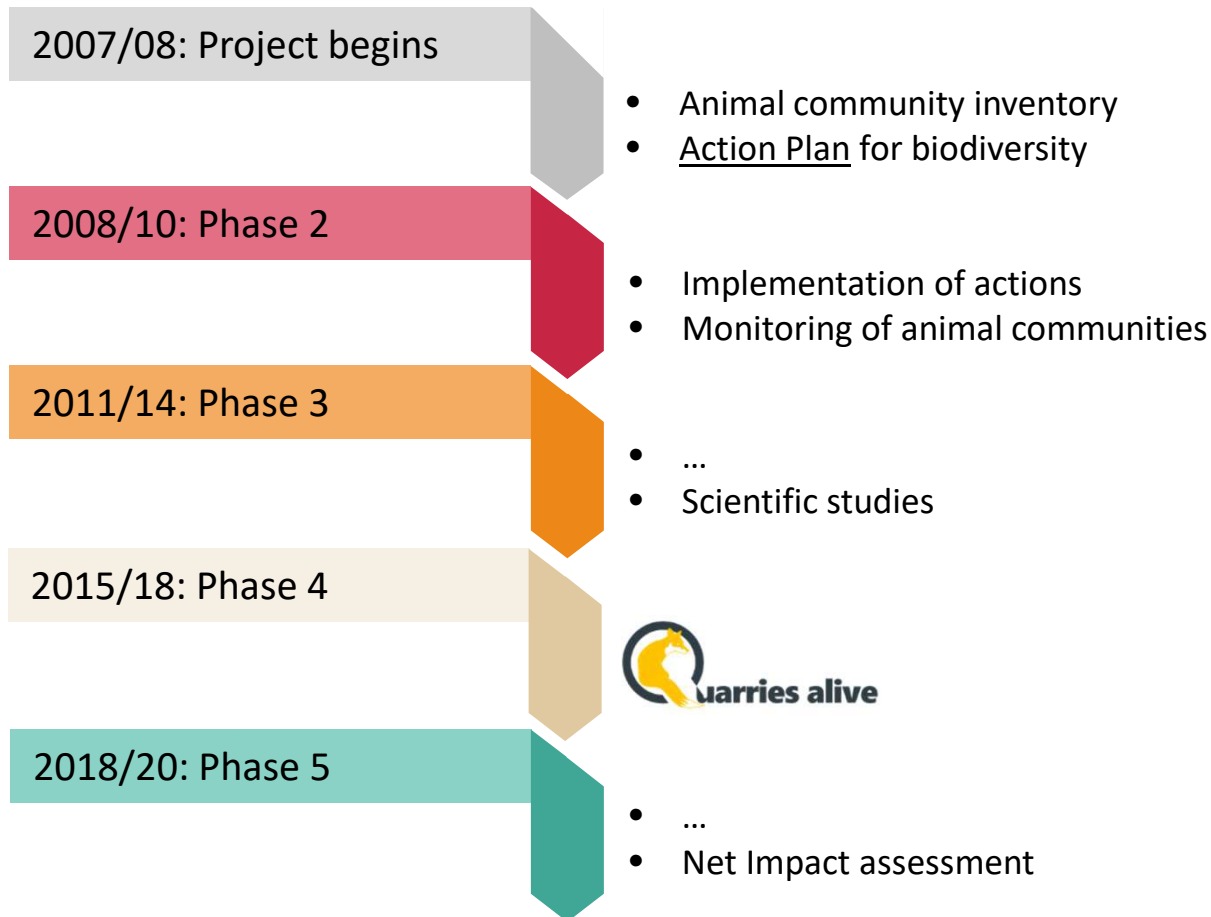 2007/08: Project begins
• Animal community inventory
• Action Plan for biodiversity
2008/10: Phase 2
• Implementation of actions
• Monitoring of animal communities
2011/14: Phase 3
• …
• Scientific studies
2015/18: Phase 4
Quarries alive
2018/20: Phase 5
• …
• Net Impact assessment